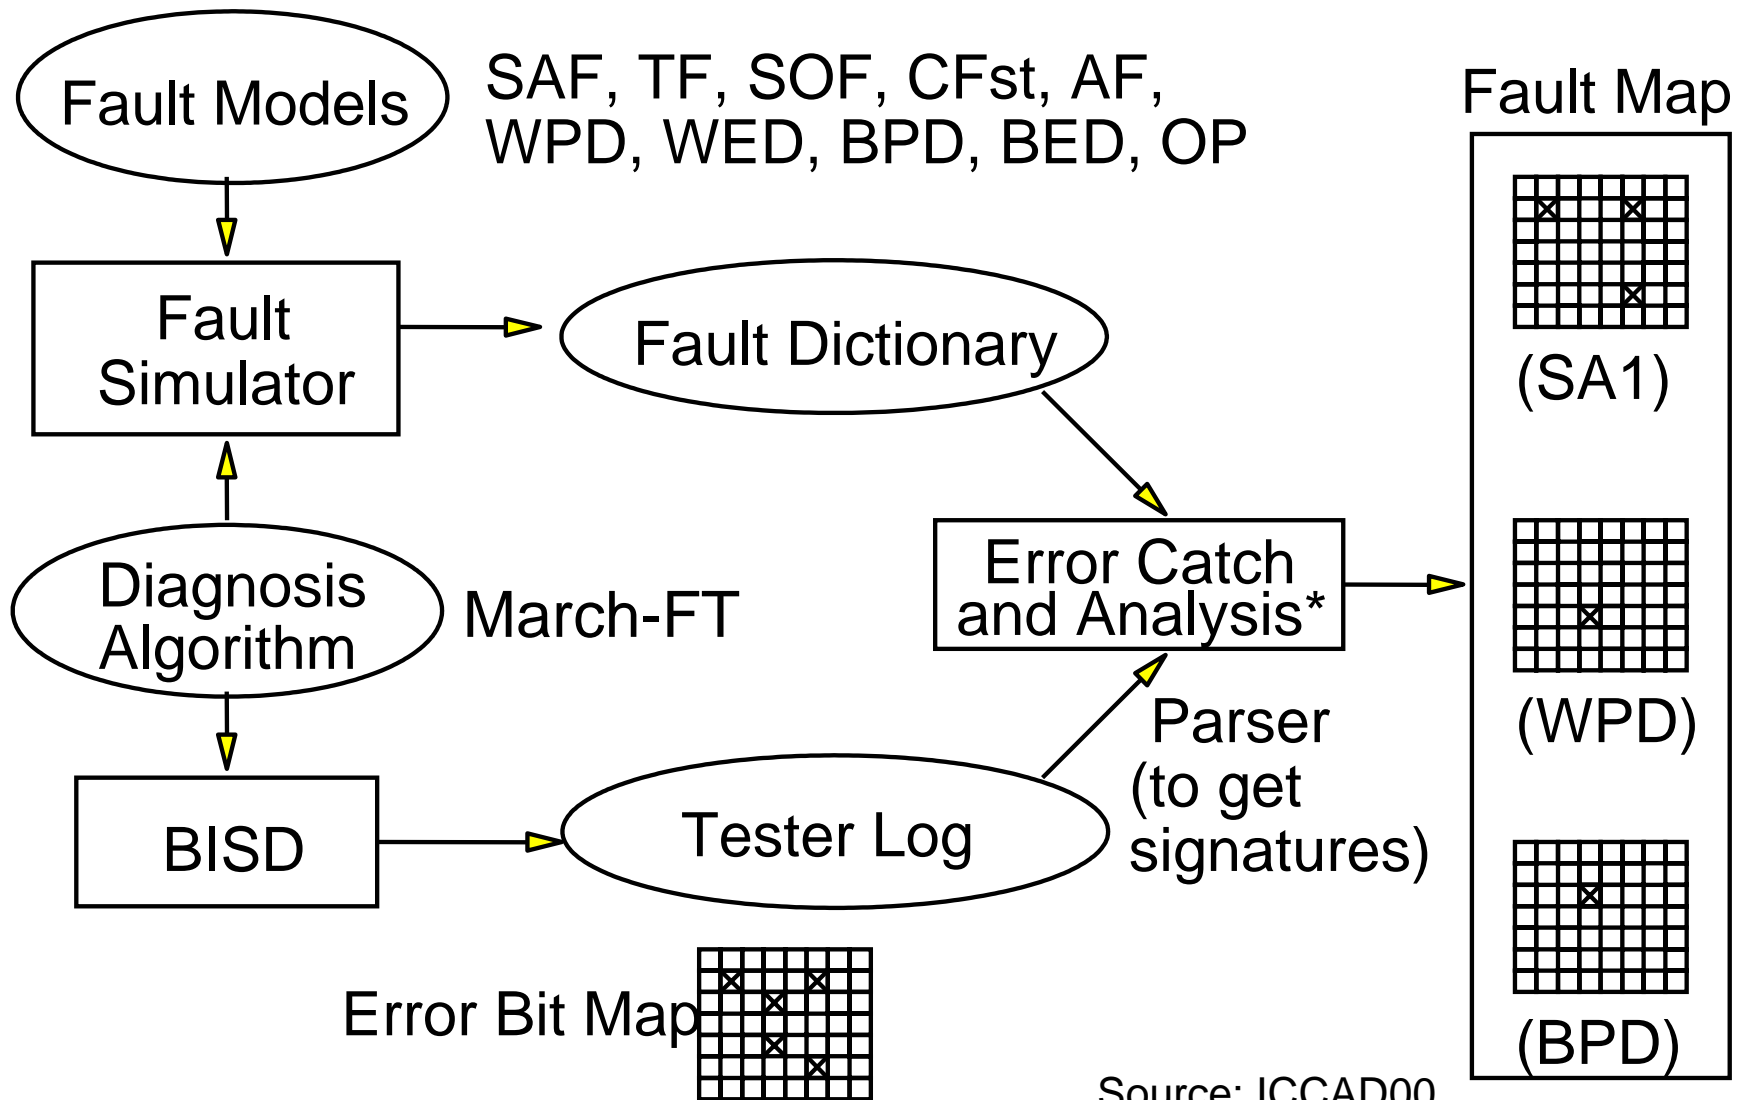 Fault Models
SAF, TF, SOF, CFst, AF,
WPD, WED, BPD, BED, OP
Fault Map
Fault
Simulator
Fault Dictionary
(SA1)
Diagnosis
Algorithm
March-FT
Error Catch
and Analysis*
(WPD)
Parser
(to get
signatures)
BISD
Tester Log
Error Bit Map
(BPD)
Source: ICCAD00